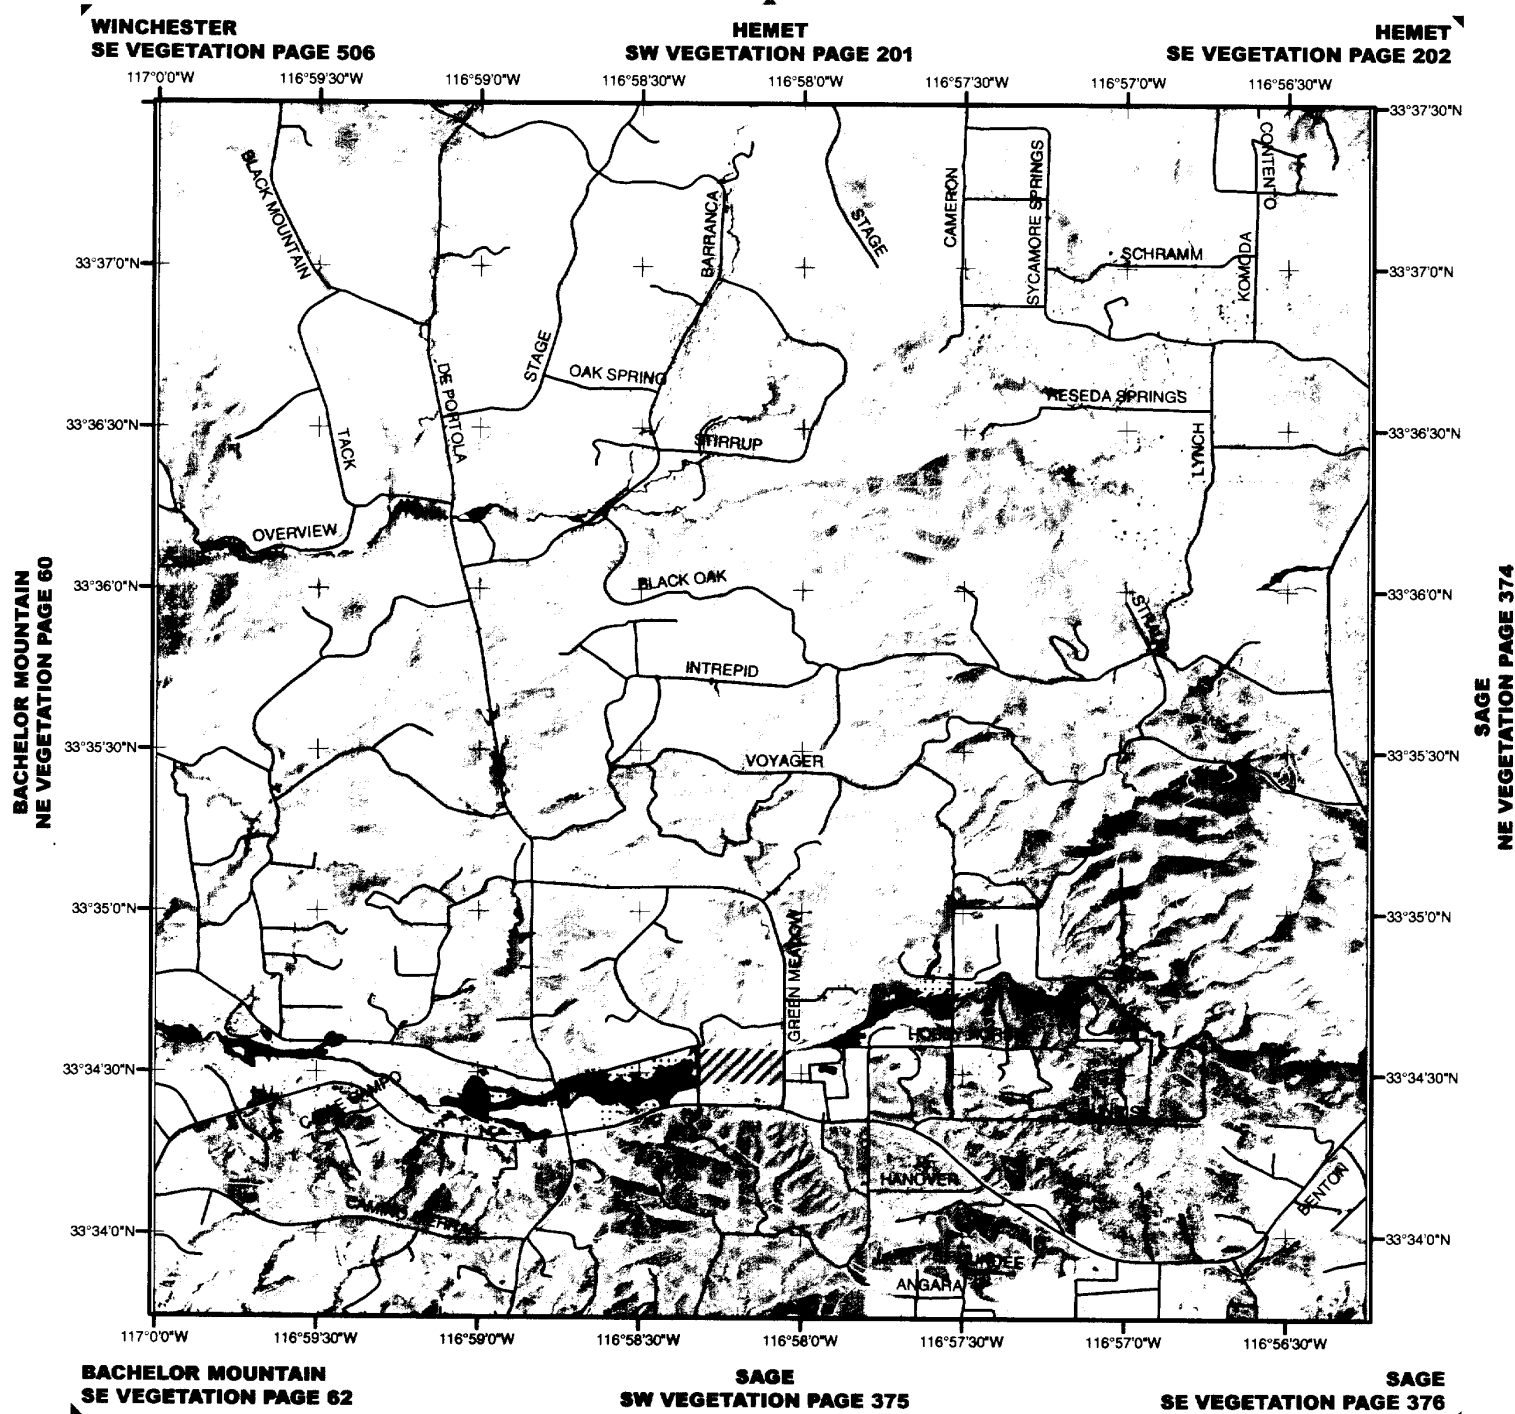 WINCHESTER
SE VEGETATION PAGE 506
HEMET
SW VEGETATION PAGE 201
HEMET
SE VEGETATION PAGE 202
117°0'0"W
116°59'30"W
116°59'0"W
116°58'30"W
116°58'0"W
116°57'30"W
116°57'0"W
116°56'30"W
33°37'30"N
CONTENTO
BLACK MOUNTAIN
BARRANCA
STAGE
CAMERON
SYCAMORE SPRINGS
SCHRAMM
KOMODA
33°37'0"N
33°37'0"N
STAGE
OAK SPRING
DE PORTOLA
RESEDA SPRINGS
33°36'30"N
33°36'30"N
TACK
STIRRUP
LYNCH
OVERVIEW
BACHELOR MOUNTAIN
NE VEGETATION PAGE 60
33°36'0"N
BLACK OAK
33°36'0"N
INTREPID
SAGE
NE VEGETATION PAGE 374
33°35'30"N
VOYAGER
33°35'30"N
33°35'0"N
GREEN MEADOW
33°35'0"N
33°34'30"N
33°34'30"N
HANOVER
BENTON
33°34'0"N
33°34'0"N
ANGARA
117°0'0"W
116°59'30"W
116°59'0"W
116°58'30"W
116°58'0"W
116°57'30"W
116°57'0"W
116°56'30"W
BACHELOR MOUNTAIN
SE VEGETATION PAGE 62
SAGE
SW VEGETATION PAGE 375
SAGE
SE VEGETATION PAGE 376